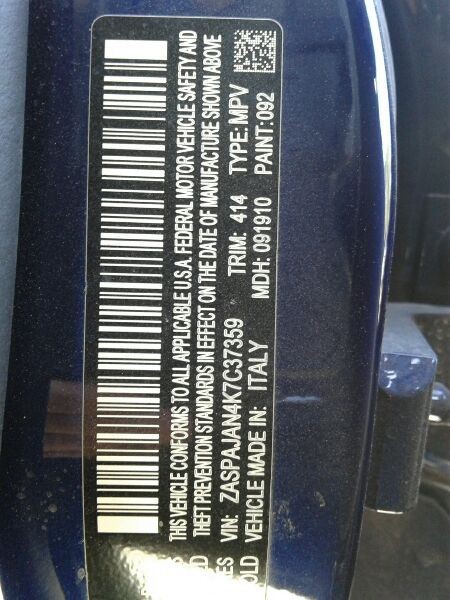 THIS VEHICLE CONFORMS TO ALL APPLICABLE U.S.A. FEDERAL MOTOR VEHICLE SAFETY AND
THEFT PREVENTION STANDARDS IN EFFECT ON THE DATE OF MANUFACTURE SHOWN ABOVE
VIN: ZASPAJAN4K7C37359 TRIM: 414 TYPE: MPV
VEHICLE MADE IN: ITALY MDH: 091910 PAINT: 092